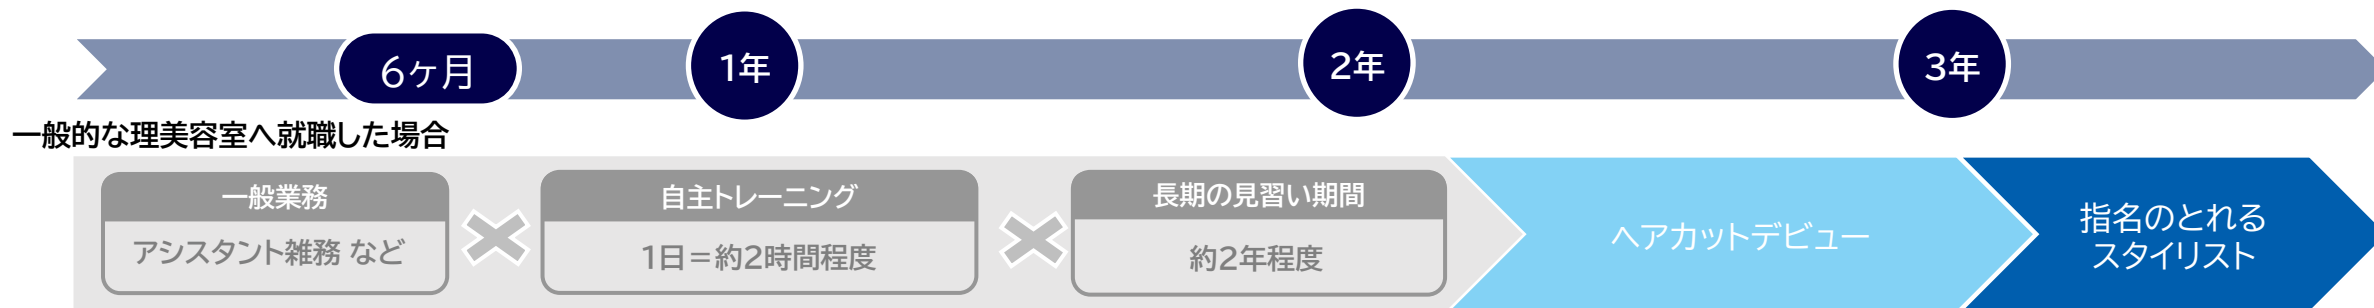 6ヶ月
1年
2年
3年
一般的な理美容室へ就職した場合
一般業務
アシスタント雑務 など
自主トレーニング
1日＝約2時間程度
長期の見習い期間
約2年程度
ヘアカットデビュー
指名のとれる
スタイリスト